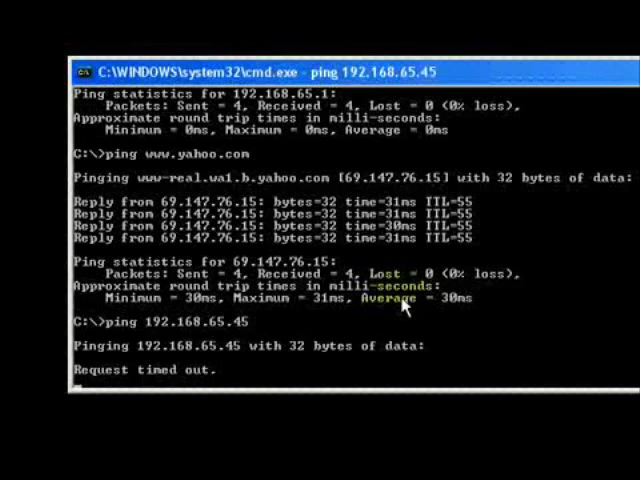 C:\WINDOWS\system32\cmd.exe - ping 192.168.65.45
Ping statistics for 192.168.65.1:
Packets: Sent = 4, Received = 4, Lost = 0 (0% loss),
Approximate round trip times in milli-seconds:
Minimum = 0ms, Maximum = 0ms, Average = 0ms
C:\>ping www.yahoo.com
Pinging www-real.wa1.b.yahoo.com [69.147.76.15] with 32 bytes of data:
Reply from 69.147.76.15: bytes=32 time=31ms TTL=55
Reply from 69.147.76.15: bytes=32 time=31ms TTL=55
Reply from 69.147.76.15: bytes=32 time=30ms TTL=55
Reply from 69.147.76.15: bytes=32 time=31ms TTL=55
Ping statistics for 69.147.76.15:
Packets: Sent = 4, Received = 4, Lost = 0 (0% loss),
Approximate round trip times in milli-seconds:
Minimum = 30ms, Maximum = 31ms, Average = 30ms
C:\>ping 192.168.65.45
Pinging 192.168.65.45 with 32 bytes of data:
Request timed out.